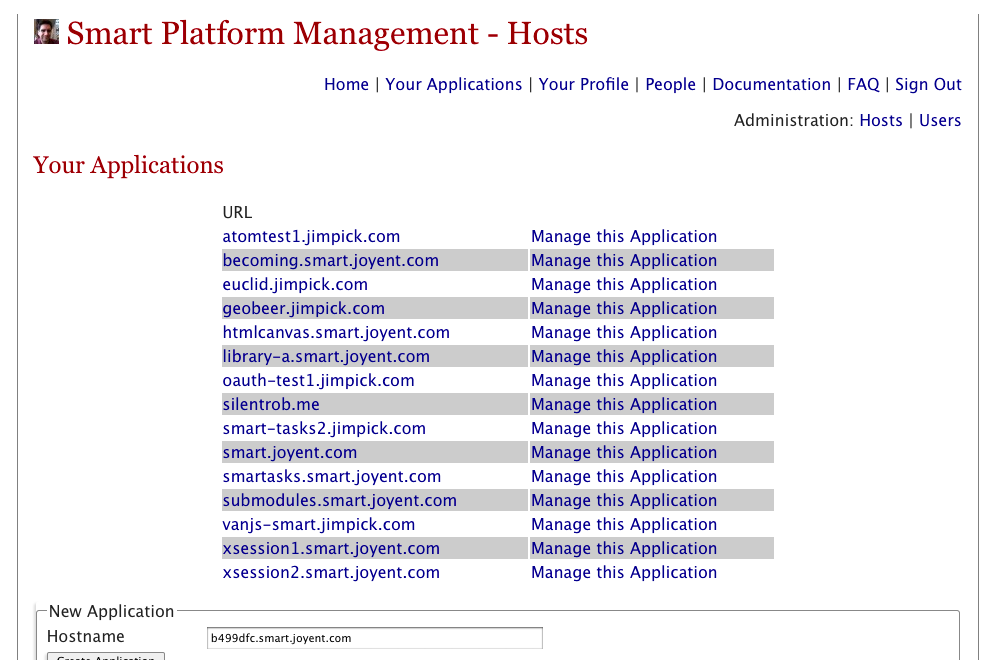 Smart Platform Management - Hosts
Home | Your Applications | Your Profile | People | Documentation | FAQ | Sign Out
Administration: Hosts | Users
Your Applications
URL
atomtest1.jimpick.com Manage this Application
becoming.smart.joyent.com Manage this Application
euclid.jimpick.com Manage this Application
geobeer.jimpick.com Manage this Application
htmlcanvas.smart.joyent.com Manage this Application
library-a.smart.joyent.com Manage this Application
oauth-test1.jimpick.com Manage this Application
silentrob.me Manage this Application
smart-tasks2.jimpick.com Manage this Application
smart.joyent.com Manage this Application
smartasks.smart.joyent.com Manage this Application
submodules.smart.joyent.com Manage this Application
vanjs-smart.jimpick.com Manage this Application
xsession1.smart.joyent.com Manage this Application
xsession2.smart.joyent.com Manage this Application
New Application
Hostname b499dfc.smart.joyent.com
Create Application